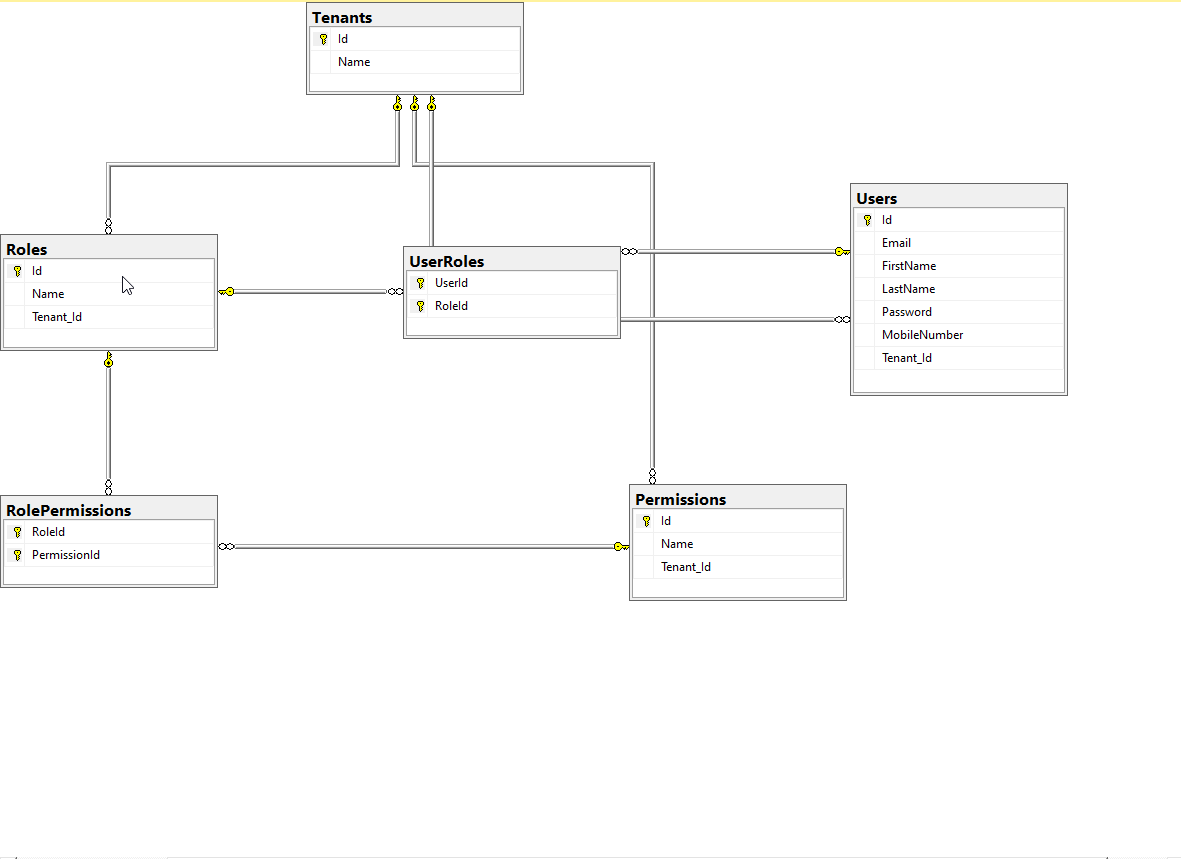 Tenants
Id
Name
Users
Id
Email
FirstName
LastName
Password
MobileNumber
Tenant_Id
Roles
Id
Name
Tenant_Id
UserRoles
UserId
RoleId
RolePermissions
RoleId
PermissionId
Permissions
Id
Name
Tenant_Id